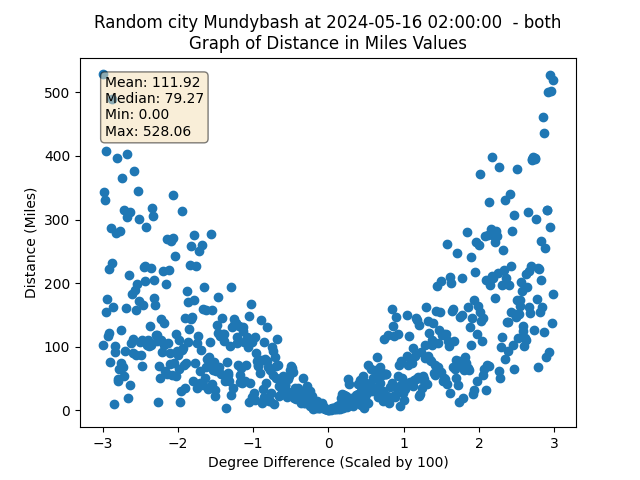 Random city Mundybash at 2024-05-16 02:00:00  - both
Graph of Distance in Miles Values
Mean: 111.92
Median: 79.27
Min: 0.00
Max: 528.06
Distance (Miles)
500
400
300
200
100
0
−3
−2
−1
0
1
2
3
Degree Difference (Scaled by 100)